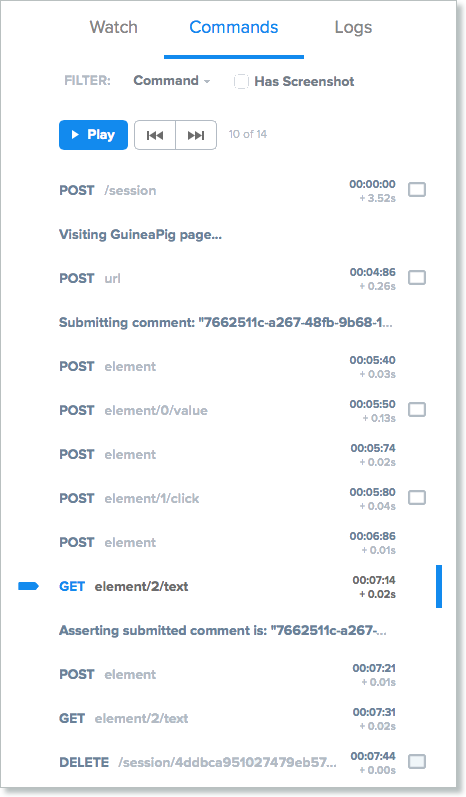 Watch Commands Logs
FILTER: Command Has Screenshot
Play 10 of 14
POST /session 00:00:00
+ 3.52s
Visiting GuineaPig page...
POST url 00:04:86
+ 0.26s
Submitting comment: "7662511c-a267-48fb-9b68-1...
POST element 00:05:40
+ 0.03s
POST element/0/value 00:05:50
+ 0.13s
POST element 00:05:74
+ 0.02s
POST element/1/click 00:05:80
+ 0.04s
POST element 00:06:86
+ 0.01s
GET element/2/text 00:07:14
+ 0.02s
Asserting submitted comment is: "7662511c-a267-...
POST element 00:07:21
+ 0.01s
GET element/2/text 00:07:31
+ 0.02s
DELETE /session/4ddbca951027479eb57... 00:07:44
+ 0.00s